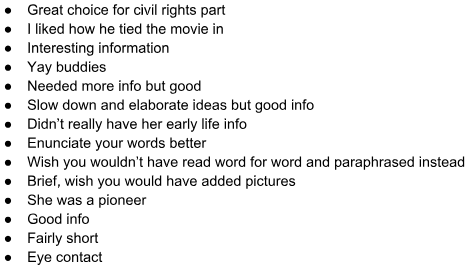 ● Great choice for civil rights part
● I liked how he tied the movie in
● Interesting information
● Yay buddies
● Needed more info but good
● Slow down and elaborate ideas but good info
● Didn't really have her early life info
● Enunciate your words better
● Wish you wouldn't have read word for word and paraphrased instead
● Brief, wish you would have added pictures
● She was a pioneer
● Good info
● Fairly short
● Eye contact